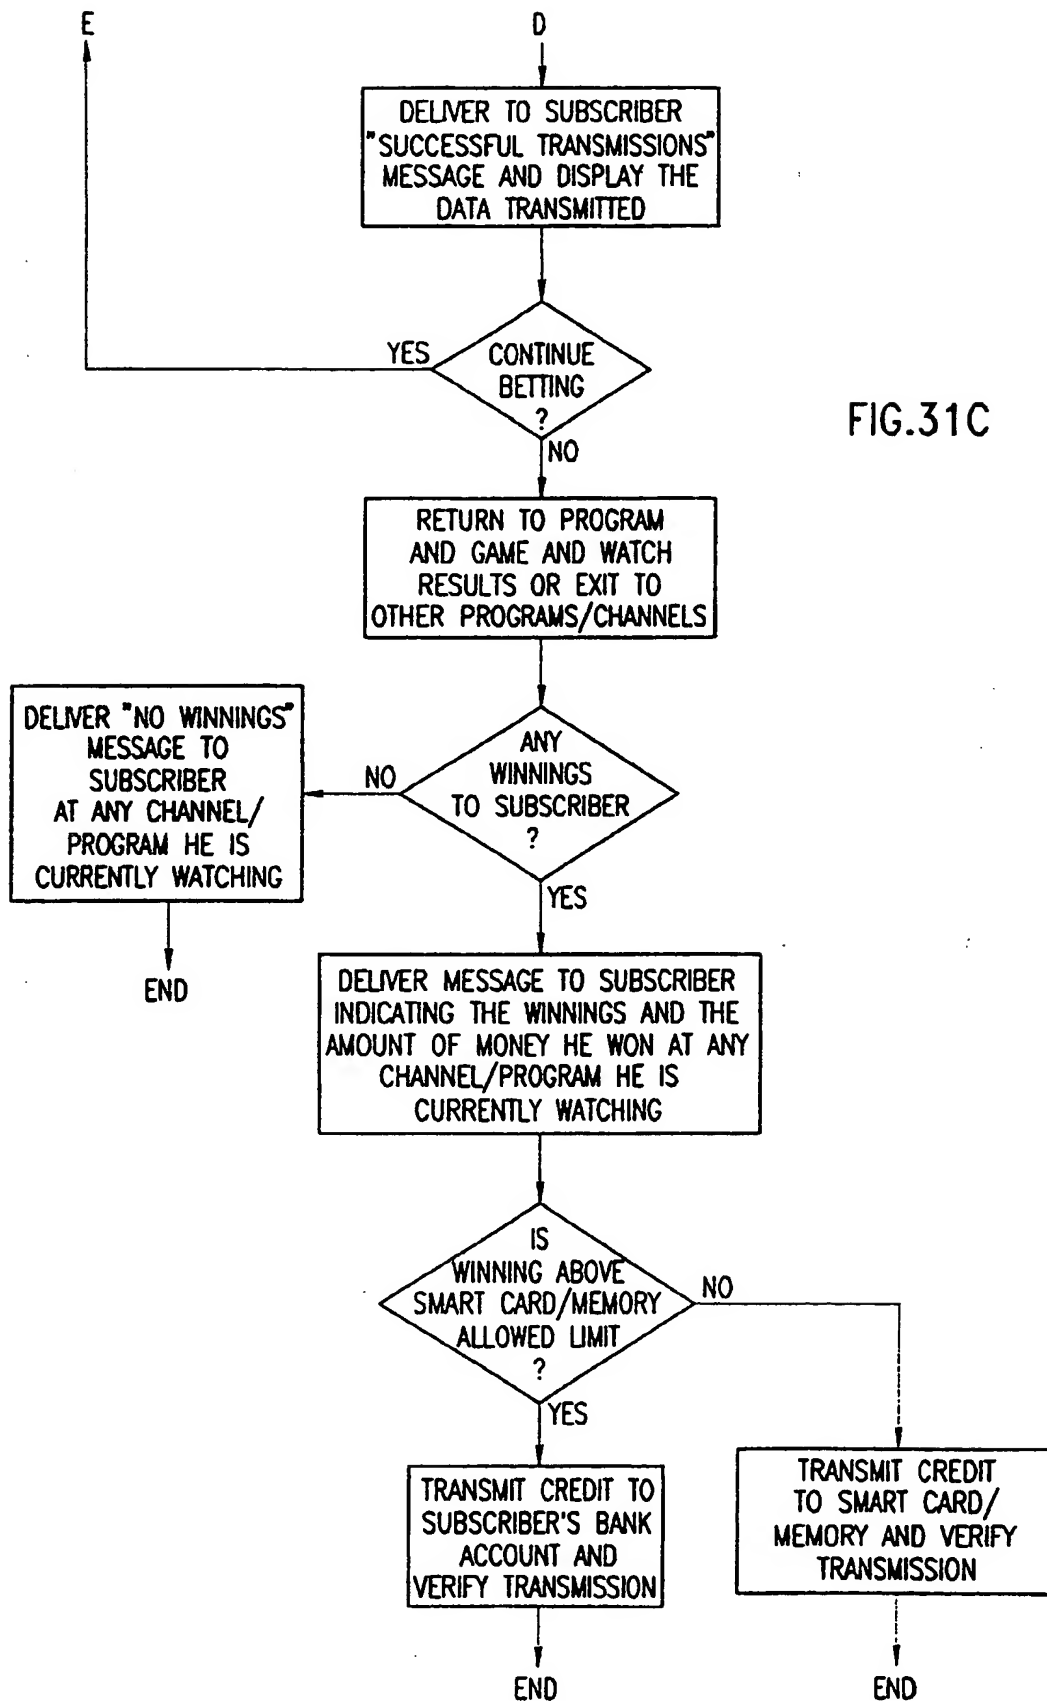 E
D
DELIVER TO SUBSCRIBER
"SUCCESSFUL TRANSMISSIONS"
MESSAGE AND DISPLAY THE
DATA TRANSMITTED
YES
CONTINUE
BETTING
?
FIG.31C
NO
RETURN TO PROGRAM
AND GAME AND WATCH
RESULTS OR EXIT TO
OTHER PROGRAMS/CHANNELS
DELIVER "NO WINNINGS"
MESSAGE TO
SUBSCRIBER
AT ANY CHANNEL/
PROGRAM HE IS
CURRENTLY WATCHING
NO
ANY
WINNINGS
TO SUBSCRIBER
?
YES
END
DELIVER MESSAGE TO SUBSCRIBER
INDICATING THE WINNINGS AND THE
AMOUNT OF MONEY HE WON AT ANY
CHANNEL/PROGRAM HE IS
CURRENTLY WATCHING
IS
WINNING ABOVE
SMART CARD/MEMORY
ALLOWED LIMIT
?
NO
YES
TRANSMIT CREDIT TO
SUBSCRIBER'S BANK
ACCOUNT AND
VERIFY TRANSMISSION
TRANSMIT CREDIT
TO SMART CARD/
MEMORY AND VERIFY
TRANSMISSION
END
END